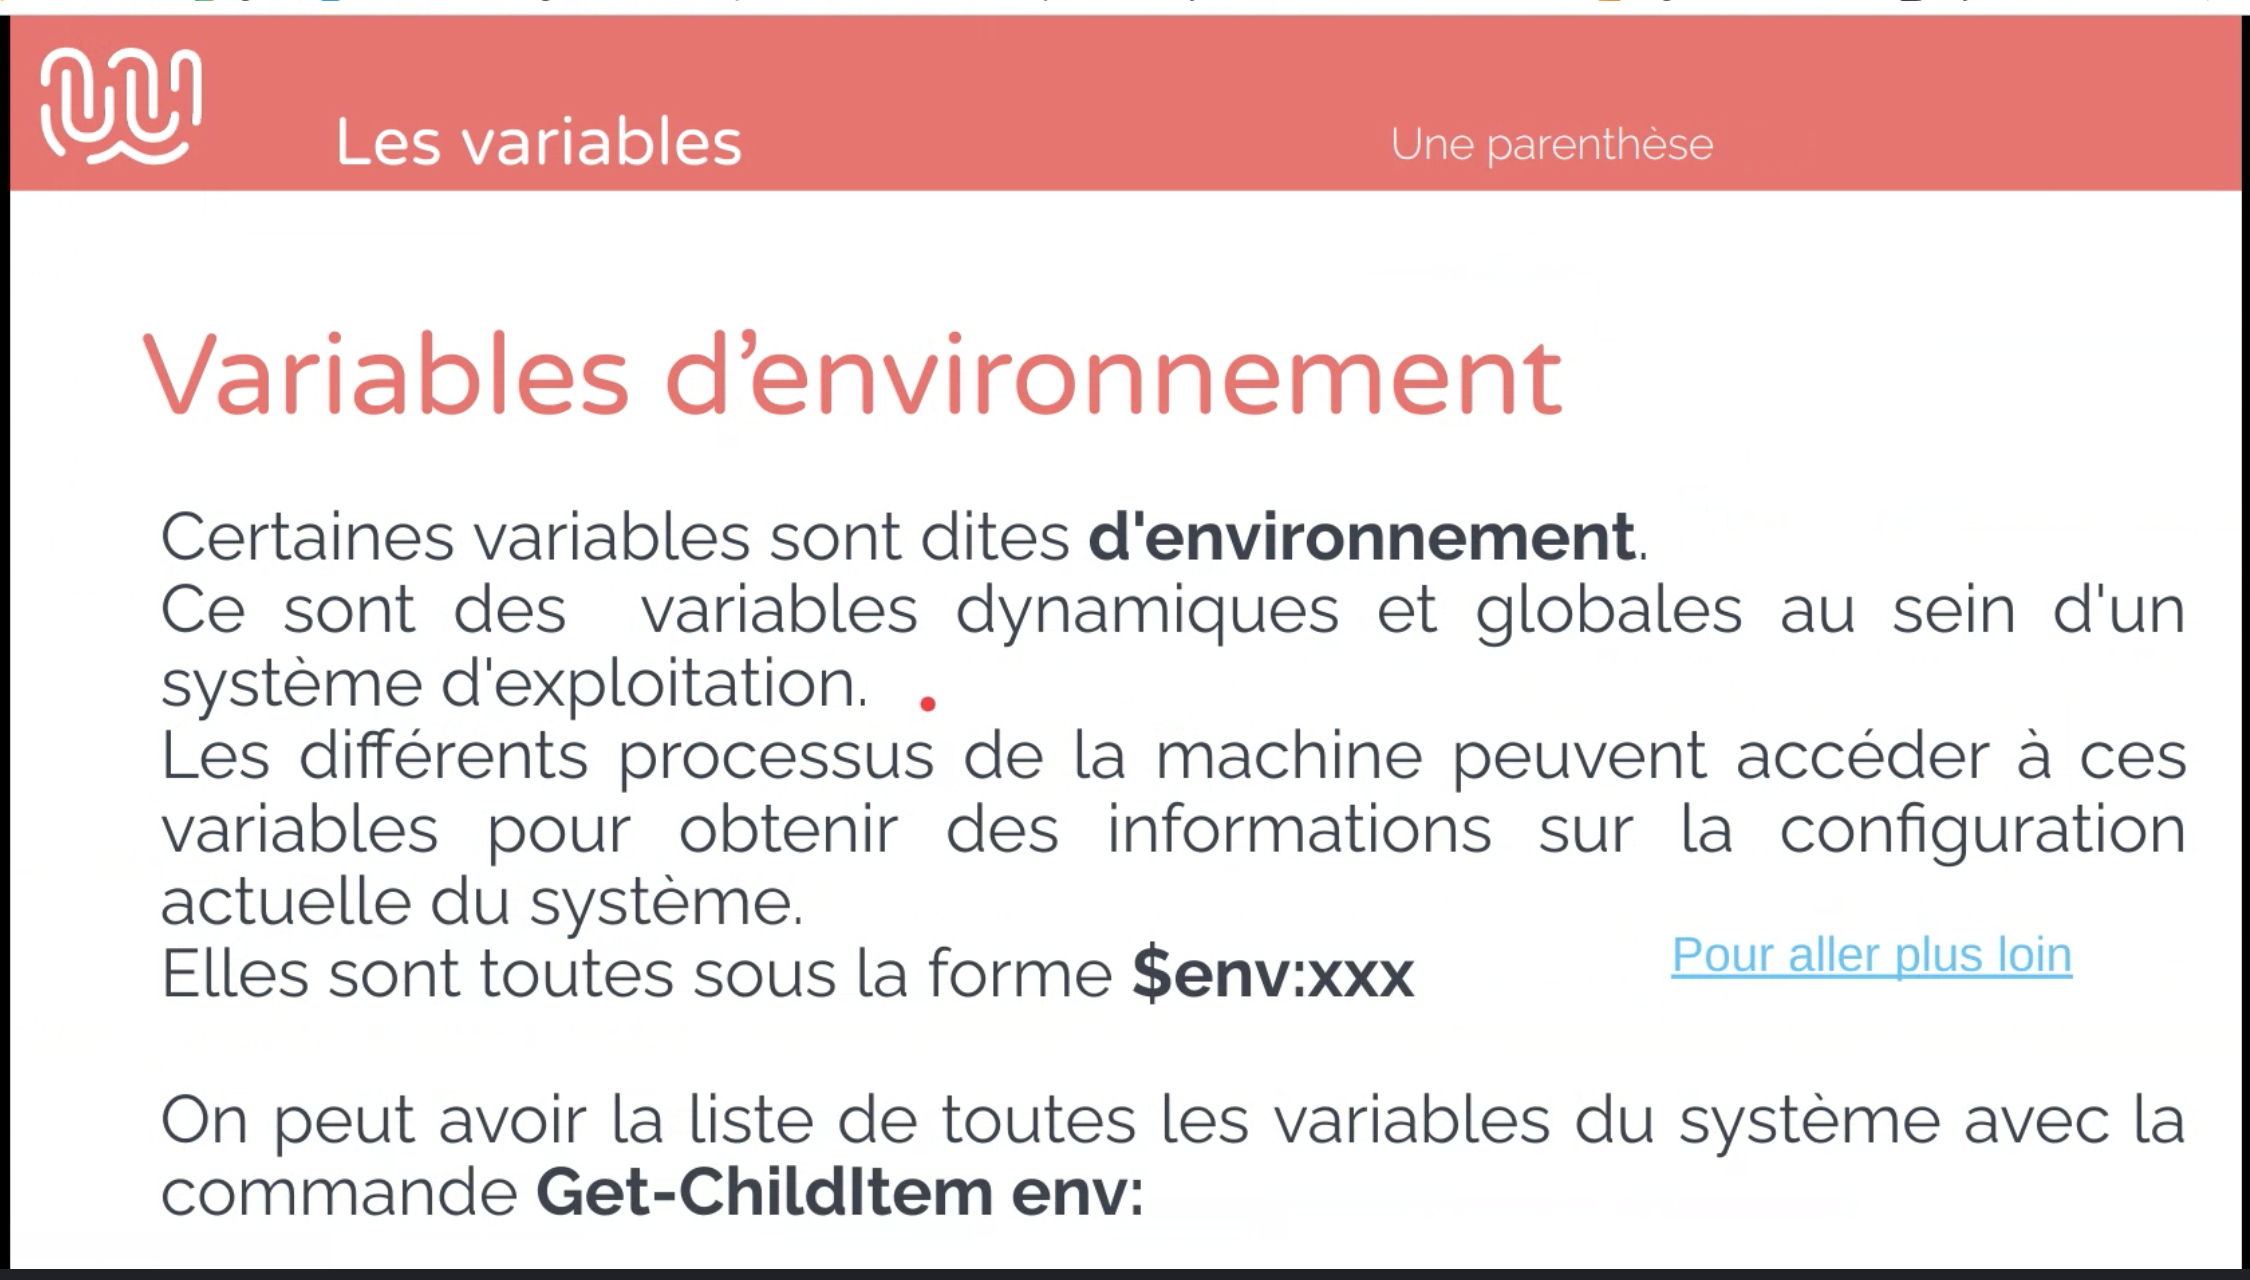 Les variables
Une parenthèse
Variables d’environnement
Certaines variables sont dites d'environnement.
Ce sont des variables dynamiques et globales au sein d'un
système d'exploitation.
Les différents processus de la machine peuvent accéder à ces
variables pour obtenir des informations sur la configuration
actuelle du système.
Elles sont toutes sous la forme $env:xxx
Pour aller plus loin
On peut avoir la liste de toutes les variables du système avec la
commande Get-ChildItem env: